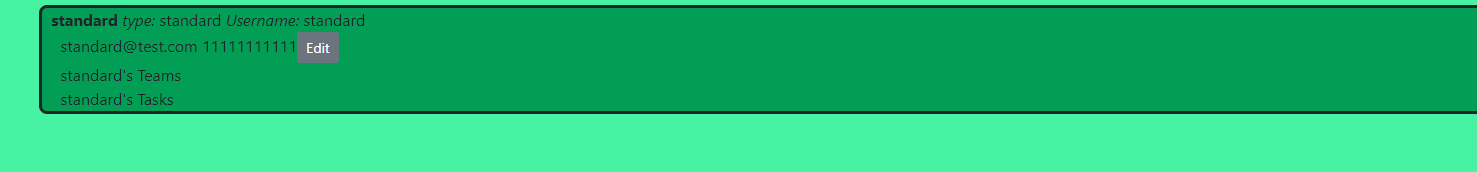 standard type: standard Username: standard
standard@test.com 11111111111 Edit
standard's Teams
standard's Tasks